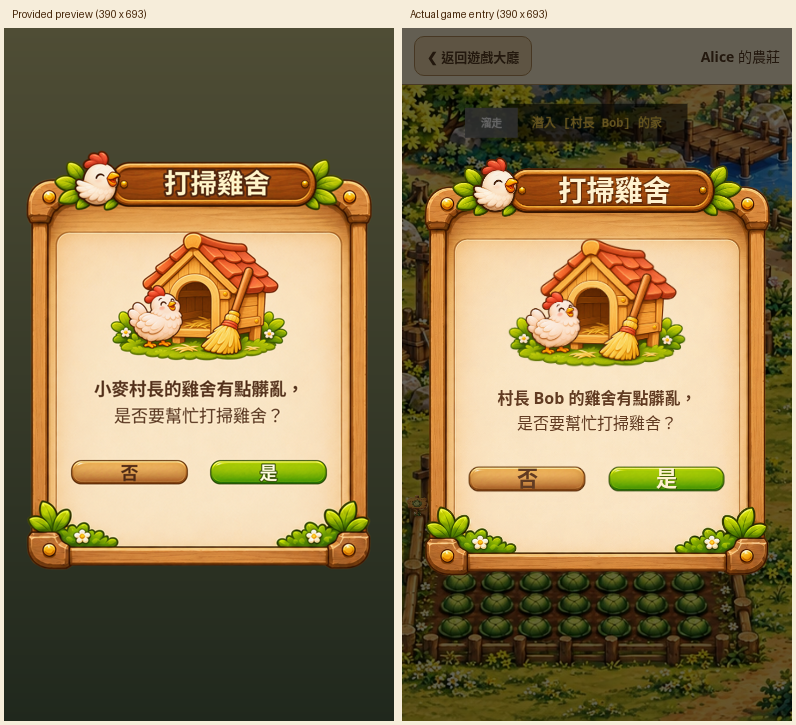 Provided preview (390 x 693)
打掃雞舍
小麥村長的雞舍有點髒亂，
是否要幫忙打掃雞舍？
否
是
Actual game entry (390 x 693)
❮ 返回遊戲大廳
Alice 的農莊
溜走
潛入 [村長 Bob] 的家
打掃雞舍
村長 Bob 的雞舍有點髒亂，
是否要幫忙打掃雞舍？
否
是